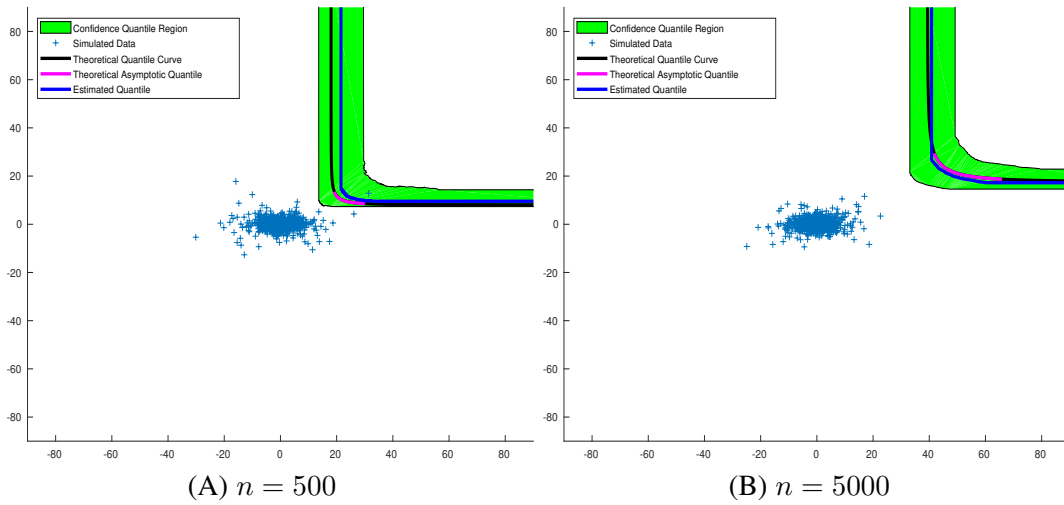 80
60
40
20
0
-20
-40
-60
-80
-80 -60 -40 -20 0 20 40 60 80
Confidence Quantile Region
Simulated Data
Theoretical Quantile Curve
Theoretical Asymptotic Quantile
Estimated Quantile
(A) n = 500
80
60
40
20
0
-20
-40
-60
-80
-80 -60 -40 -20 0 20 40 60 80
Confidence Quantile Region
Simulated Data
Theoretical Quantile Curve
Theoretical Asymptotic Quantile
Estimated Quantile
(B) n = 5000